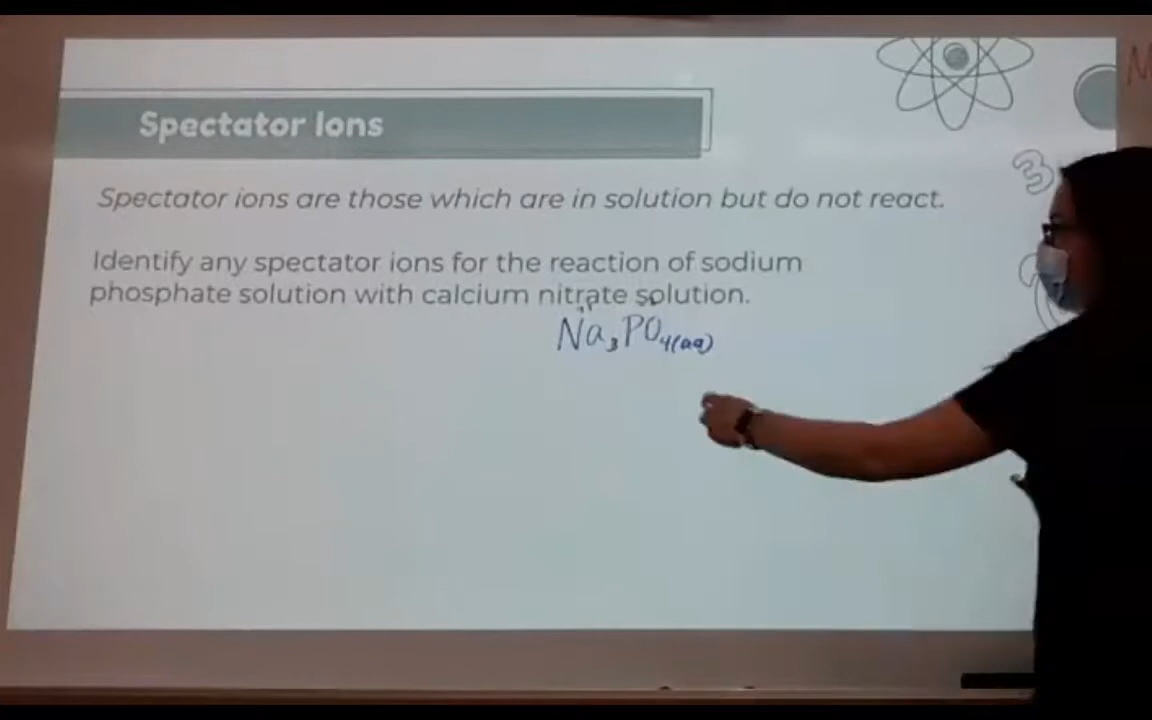 Spectator Ions
Spectator ions are those which are in solution but do not react.
Identify any spectator ions for the reaction of sodium
phosphate solution with calcium nitrate solution.
Na₃PO₄(aq)
3